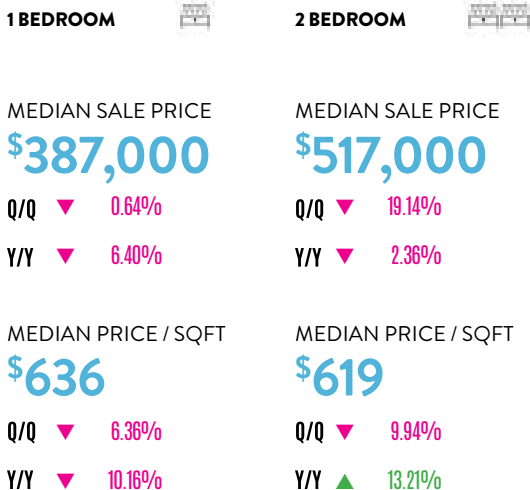 1 BEDROOM
MEDIAN SALE PRICE
$387,000
Q/Q ▼ 0.64%
Y/Y ▼ 6.40%
MEDIAN PRICE / SQFT
$636
Q/Q ▼ 6.36%
Y/Y ▼ 10.16%
2 BEDROOM
MEDIAN SALE PRICE
$517,000
Q/Q ▼ 19.14%
Y/Y ▼ 2.36%
MEDIAN PRICE / SQFT
$619
Q/Q ▼ 9.94%
Y/Y ▲ 13.21%